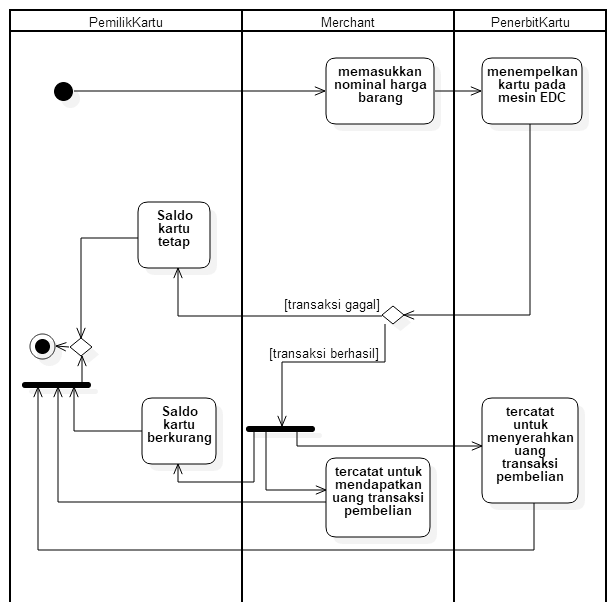 PemilikKartu
Merchant
PenerbitKartu
memasukkan
nominal harga
barang
menempelkan
kartu pada
mesin EDC
Saldo
kartu
tetap
[transaksi gagal]
[transaksi berhasil]
Saldo
kartu
berkurang
tercatat untuk
mendapatkan
uang transaksi
pembelian
tercatat
untuk
menyerahkan
uang
transaksi
pembelian